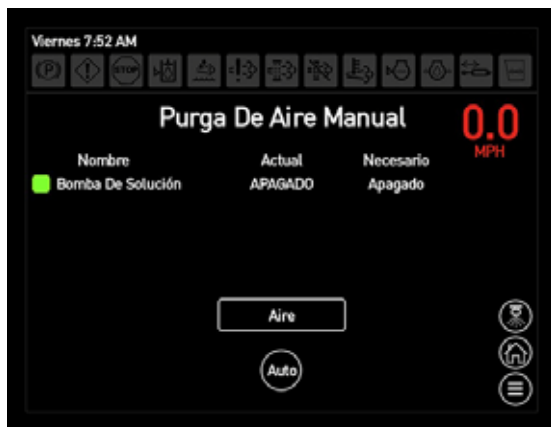 Viernes 7:52 AM
P
STOP
Purga De Aire Manual
0.0
MPH
Nombre Actual Necesario
Bomba De Solución APAGADO Apagado
Aire
Auto